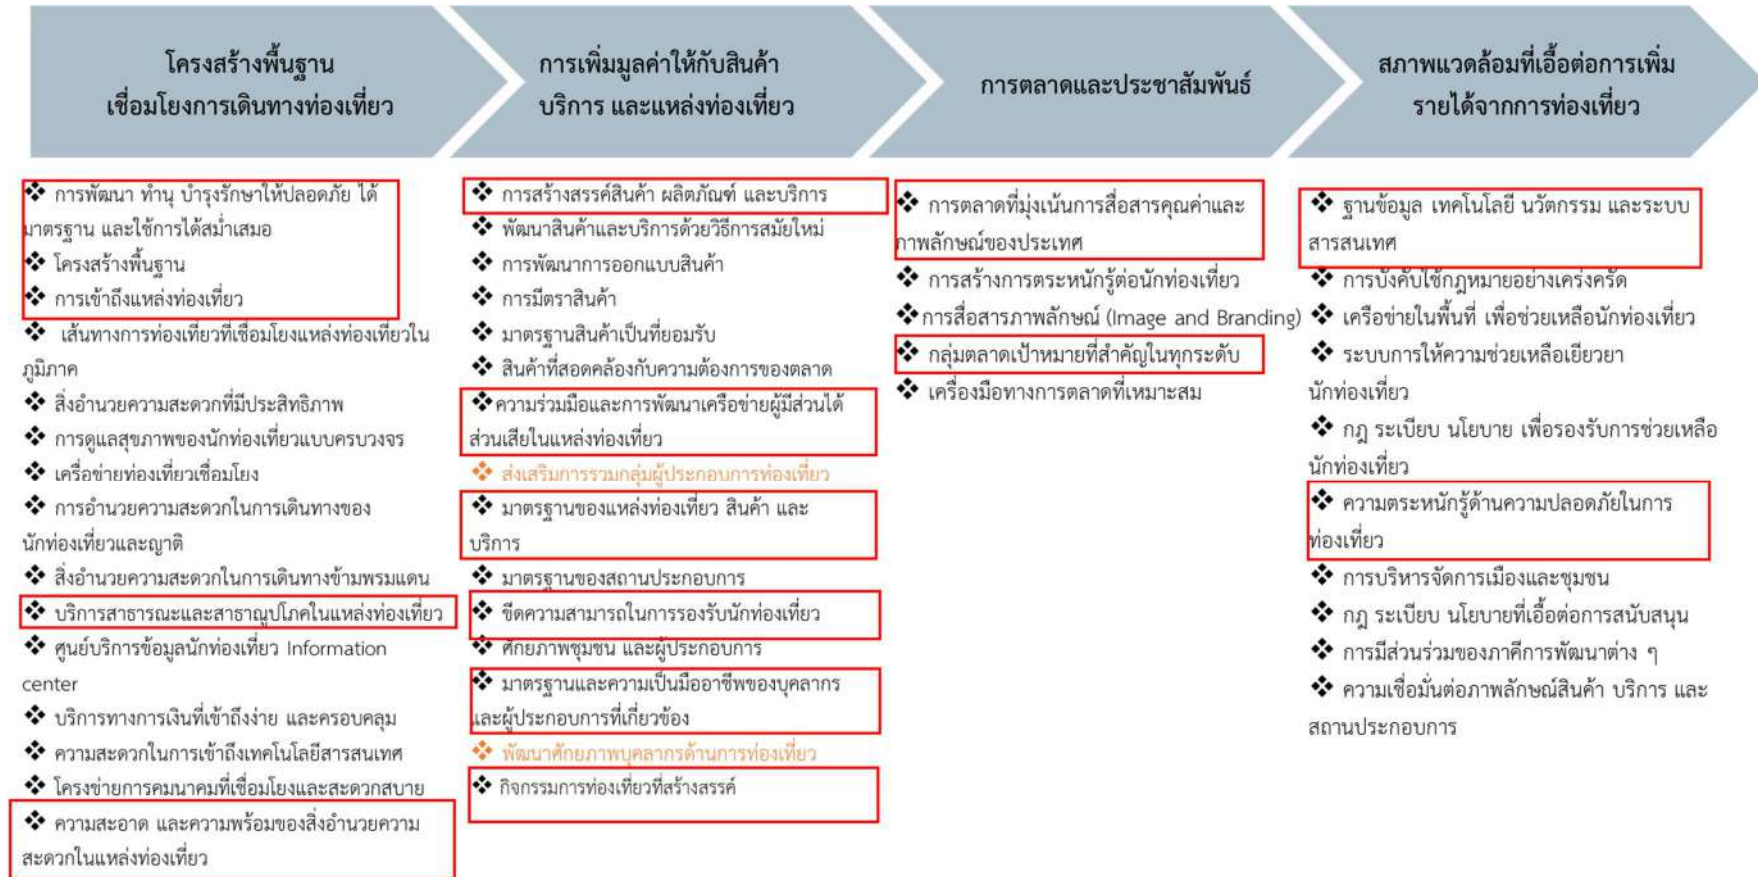 โครงสร้างพื้นฐาน
เชื่อมโยงการเดินทางท่องเที่ยว
❖ การพัฒนา ทำนุ บำรุงรักษาให้ปลอดภัย ได้
มาตรฐาน และใช้การได้สม่ำเสมอ
❖ โครงสร้างพื้นฐาน
❖ การเข้าถึงแหล่งท่องเที่ยว
❖ เส้นทางการท่องเที่ยวที่เชื่อมโยงแหล่งท่องเที่ยวใน
ภูมิภาค
❖ สิ่งอำนวยความสะดวกที่มีประสิทธิภาพ
❖ การดูแลสุขภาพของนักท่องเที่ยวแบบครบวงจร
❖ เครือข่ายท่องเที่ยวเชื่อมโยง
❖ การอำนวยความสะดวกในการเดินทางของ
นักท่องเที่ยวและญาติ
❖ สิ่งอำนวยความสะดวกในการเดินทางข้ามพรมแดน
❖ บริการสาธารณะและสาธาณูปโภคในแหล่งท่องเที่ยว
❖ ศูนย์บริการข้อมูลนักท่องเที่ยว Information
center
❖ บริการทางการเงินที่เข้าถึงง่าย และครอบคลุม
❖ ความสะดวกในการเข้าถึงเทคโนโลยีสารสนเทศ
❖ โครงข่ายการคมนาคมที่เชื่อมโยงและสะดวกสบาย
❖ ความสะอาด และความพร้อมของสิ่งอำนวยความ
สะดวกในแหล่งท่องเที่ยว
การเพิ่มมูลค่าให้กับสินค้า
บริการ และแหล่งท่องเที่ยว
❖ การสร้างสรรค์สินค้า ผลิตภัณฑ์ และบริการ
❖ พัฒนาสินค้าและบริการด้วยวิธีการสมัยใหม่
❖ การพัฒนาการออกแบบสินค้า
❖ การมีตราสินค้า
❖ มาตรฐานสินค้าเป็นที่ยอมรับ
❖ สินค้าที่สอดคล้องกับความต้องการของตลาด
❖ ความร่วมมือและการพัฒนาเครือข่ายผู้มีส่วนได้
ส่วนเสียในแหล่งท่องเที่ยว
❖ ส่งเสริมการรวมกลุ่มผู้ประกอบการท่องเที่ยว
❖ มาตรฐานของแหล่งท่องเที่ยว สินค้า และ
บริการ
❖ มาตรฐานของสถานประกอบการ
❖ ขีดความสามารถในการรองรับนักท่องเที่ยว
❖ ศักยภาพชุมชน และผู้ประกอบการ
❖ มาตรฐานและความเป็นมืออาชีพของบุคลากร
และผู้ประกอบการที่เกี่ยวข้อง
❖ พัฒนาศักยภาพบุคลากรด้านการท่องเที่ยว
❖ กิจกรรมการท่องเที่ยวที่สร้างสรรค์
การตลาดและประชาสัมพันธ์
❖ การตลาดที่มุ่งเน้นการสื่อสารคุณค่าและ
ภาพลักษณ์ของประเทศ
❖ การสร้างการตระหนักรู้ต่อนักท่องเที่ยว
❖ การสื่อสารภาพลักษณ์ (Image and Branding)
❖ กลุ่มตลาดเป้าหมายที่สำคัญในทุกระดับ
❖ เครื่องมือทางการตลาดที่เหมาะสม
สภาพแวดล้อมที่เอื้อต่อการเพิ่ม
รายได้จากการท่องเที่ยว
❖ ฐานข้อมูล เทคโนโลยี นวัตกรรม และระบบ
สารสนเทศ
❖ การบังคับใช้กฎหมายอย่างเคร่งครัด
❖ เครือข่ายในพื้นที่ เพื่อช่วยเหลือนักท่องเที่ยว
❖ ระบบการให้ความช่วยเหลือเยียวยา
นักท่องเที่ยว
❖ กฎ ระเบียบ นโยบาย เพื่อรองรับการช่วยเหลือ
นักท่องเที่ยว
❖ ความตระหนักรู้ด้านความปลอดภัยในการ
ท่องเที่ยว
❖ การบริหารจัดการเมืองและชุมชน
❖ กฎ ระเบียบ นโยบายที่เอื้อต่อการสนับสนุน
❖ การมีส่วนร่วมของภาคีการพัฒนาต่าง ๆ
❖ ความเชื่อมั่นต่อภาพลักษณ์สินค้า บริการ และ
สถานประกอบการ